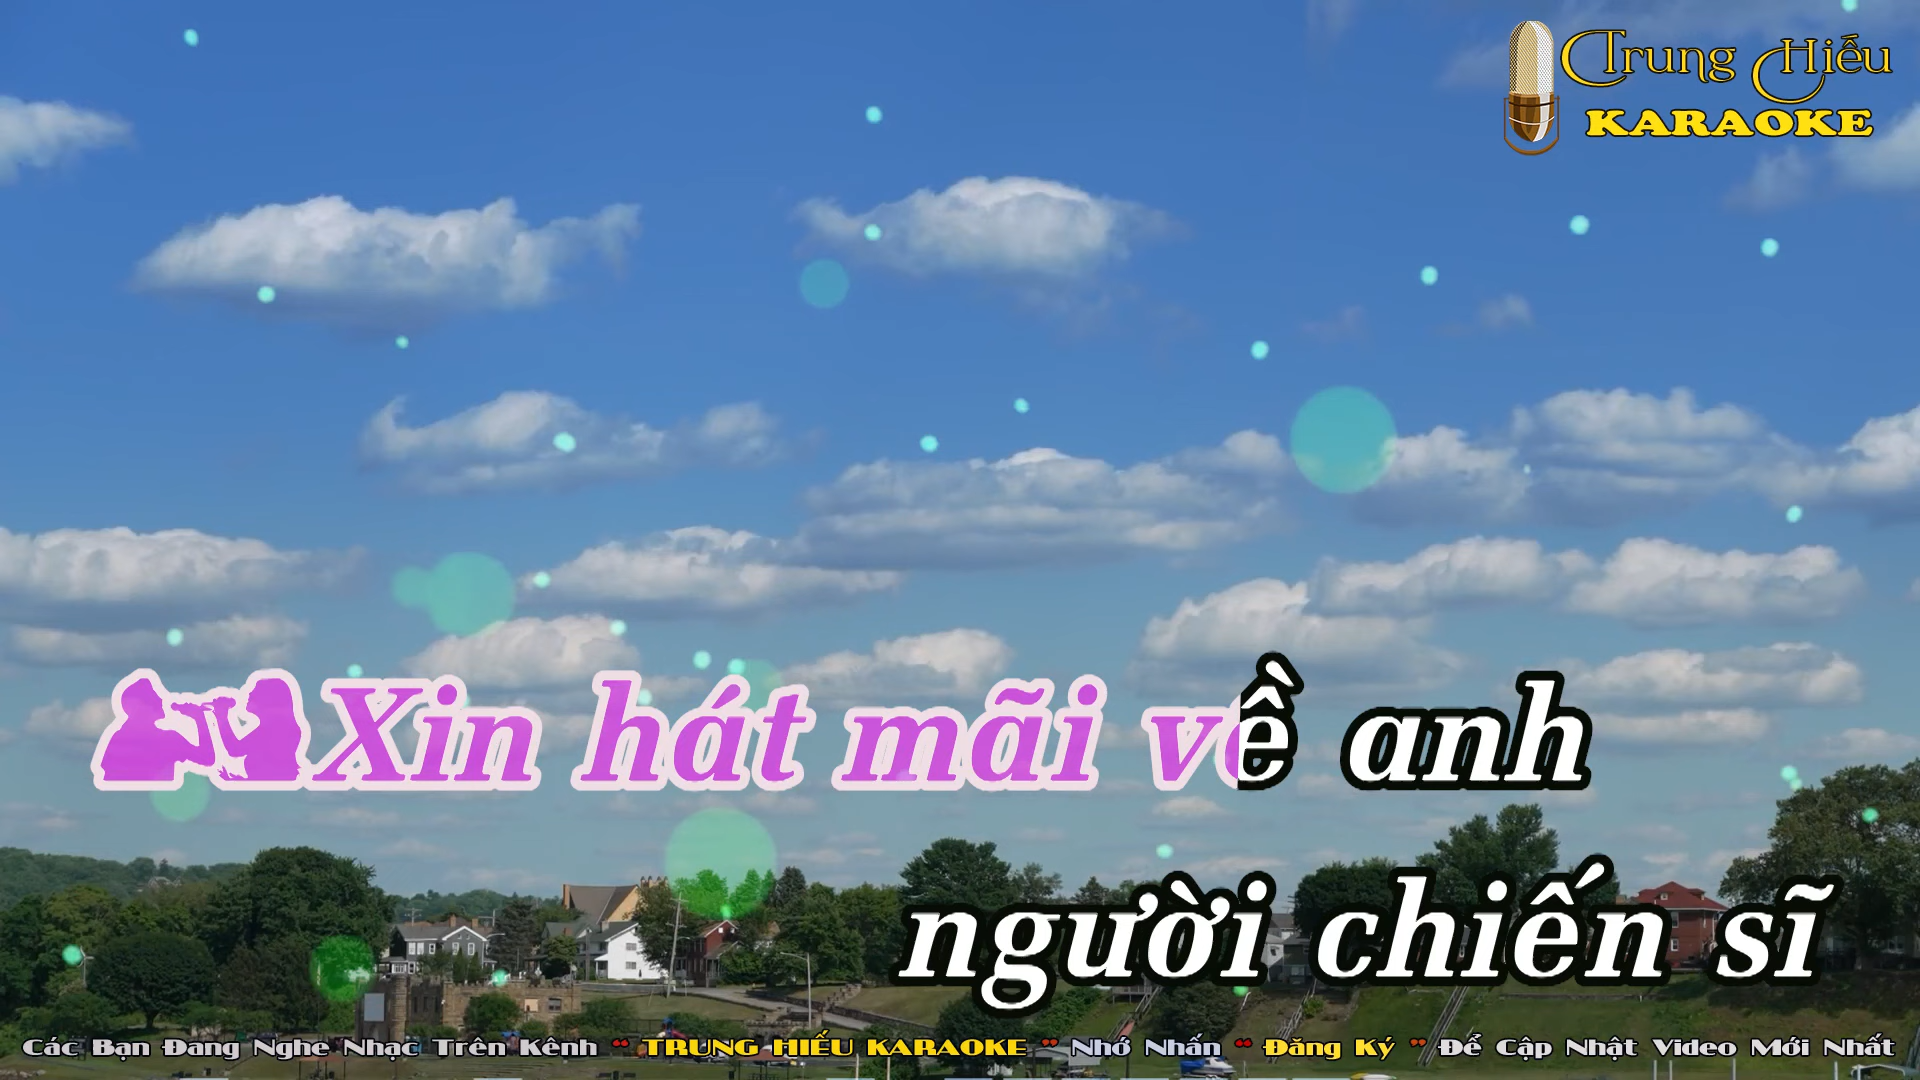 Trung Hiếu
KARAOKE
Xin hát mãi về anh
người chiến sĩ
Các Bạn Đang Nghe Nhạc Trên Kênh “ TRUNG HIẾU KARAOKE ” Nhớ Nhấn “ Đăng Ký ” Để Cập Nhật Video Mới Nhất